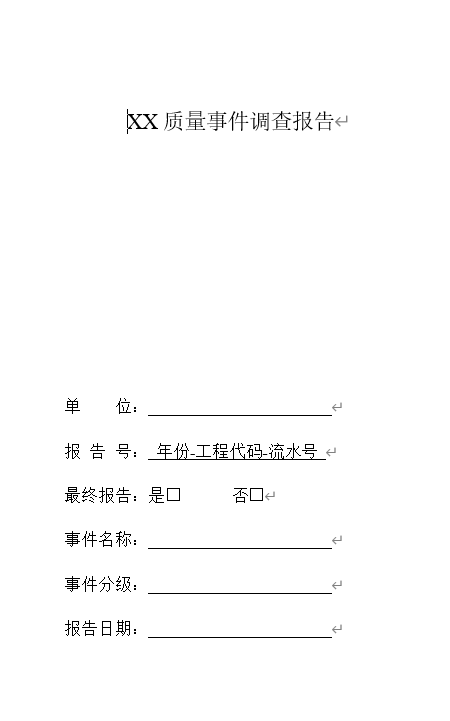 XX 质量事件调查报告
单 位：
报 告 号：年份-工程代码-流水号
最终报告：是□ 否□
事件名称：
事件分级：
报告日期：